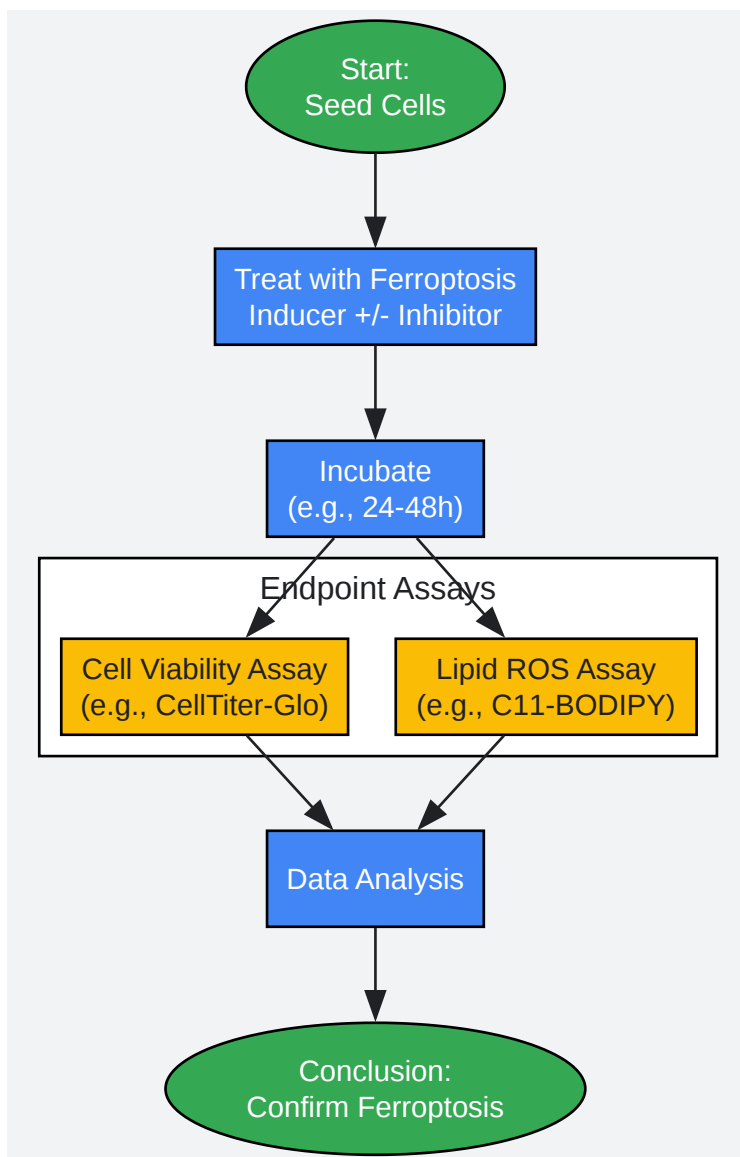 Start:
Seed Cells
Treat with Ferroptosis
Inducer +/- Inhibitor
Incubate
(e.g., 24-48h)
Endpoint Assays
Cell Viability Assay
(e.g., CellTiter-Glo)
Lipid ROS Assay
(e.g., C11-BODIPY)
Data Analysis
Conclusion:
Confirm Ferroptosis